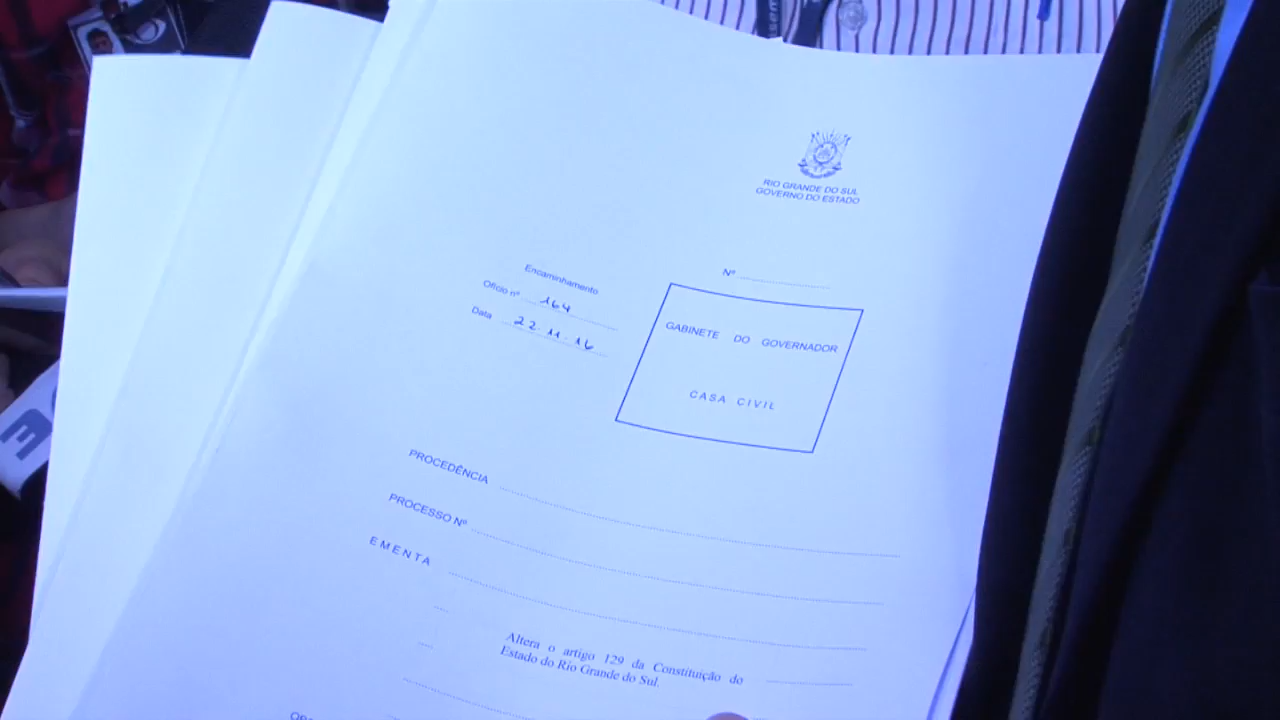 RIO GRANDE DO SUL
GOVERNO DO ESTADO
Encaminhamento
Ofício nº 164
Data 22.11.16
Nº
GABINETE DO GOVERNADOR
CASA CIVIL
PROCEDÊNCIA
PROCESSO Nº
EMENTA
Altera o artigo 129 da Constituição do
Estado do Rio Grande do Sul.